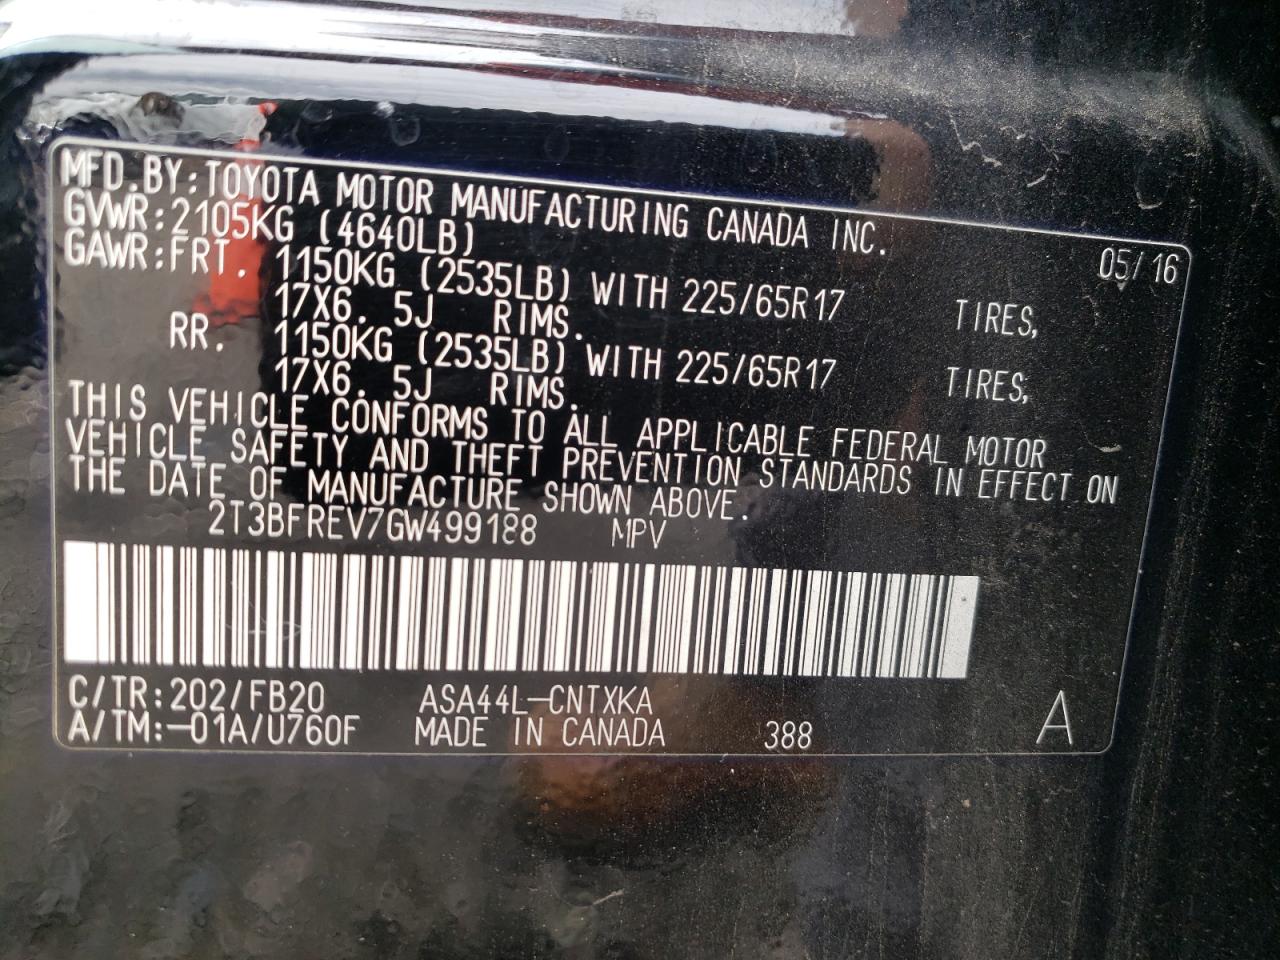 MFD.BY:TOYOTA MOTOR MANUFACTURING CANADA INC.
GVWR:2105KG (4640LB) 05/16
GAWR:FRT. 1150KG (2535LB) WITH 225/65R17 TIRES,
17X6. 5J RIMS.
RR. 1150KG (2535LB) WITH 225/65R17 TIRES,
17X6. 5J RIMS.
THIS VEHICLE CONFORMS TO ALL APPLICABLE FEDERAL MOTOR
VEHICLE SAFETY AND THEFT PREVENTION STANDARDS IN EFFECT ON
THE DATE OF MANUFACTURE SHOWN ABOVE.
2T3BFREV7GW499188 MPV
C/TR:202/FB20 ASA44L-CNTXKA
A/TM:-01A/U760F MADE IN CANADA 388 A